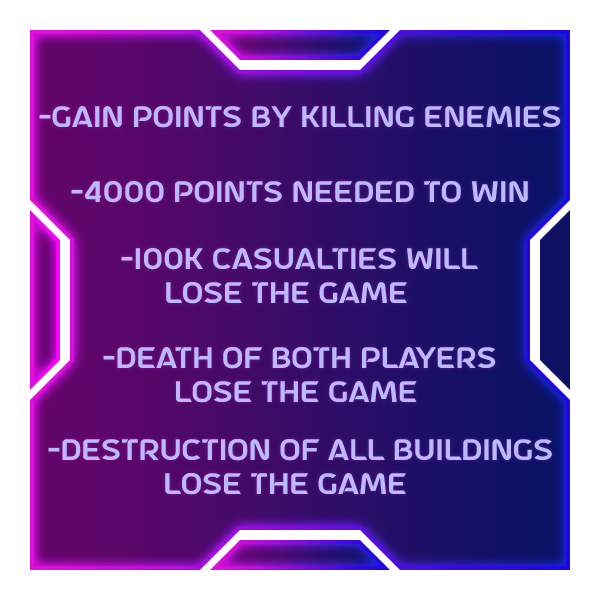 -GAIN POINTS BY KILLING ENEMIES
-4000 POINTS NEEDED TO WIN
-100K CASUALTIES WILL
LOSE THE GAME
-DEATH OF BOTH PLAYERS
LOSE THE GAME
-DESTRUCTION OF ALL BUILDINGS
LOSE THE GAME